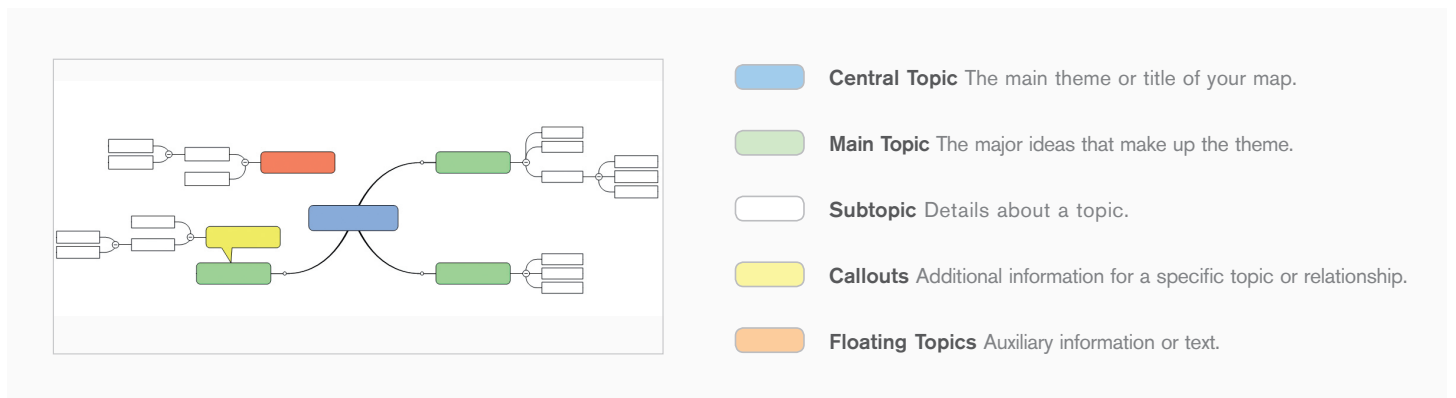 Central Topic The main theme or title of your map.
Main Topic The major ideas that make up the theme.
Subtopic Details about a topic.
Callouts Additional information for a specific topic or relationship.
Floating Topics Auxiliary information or text.